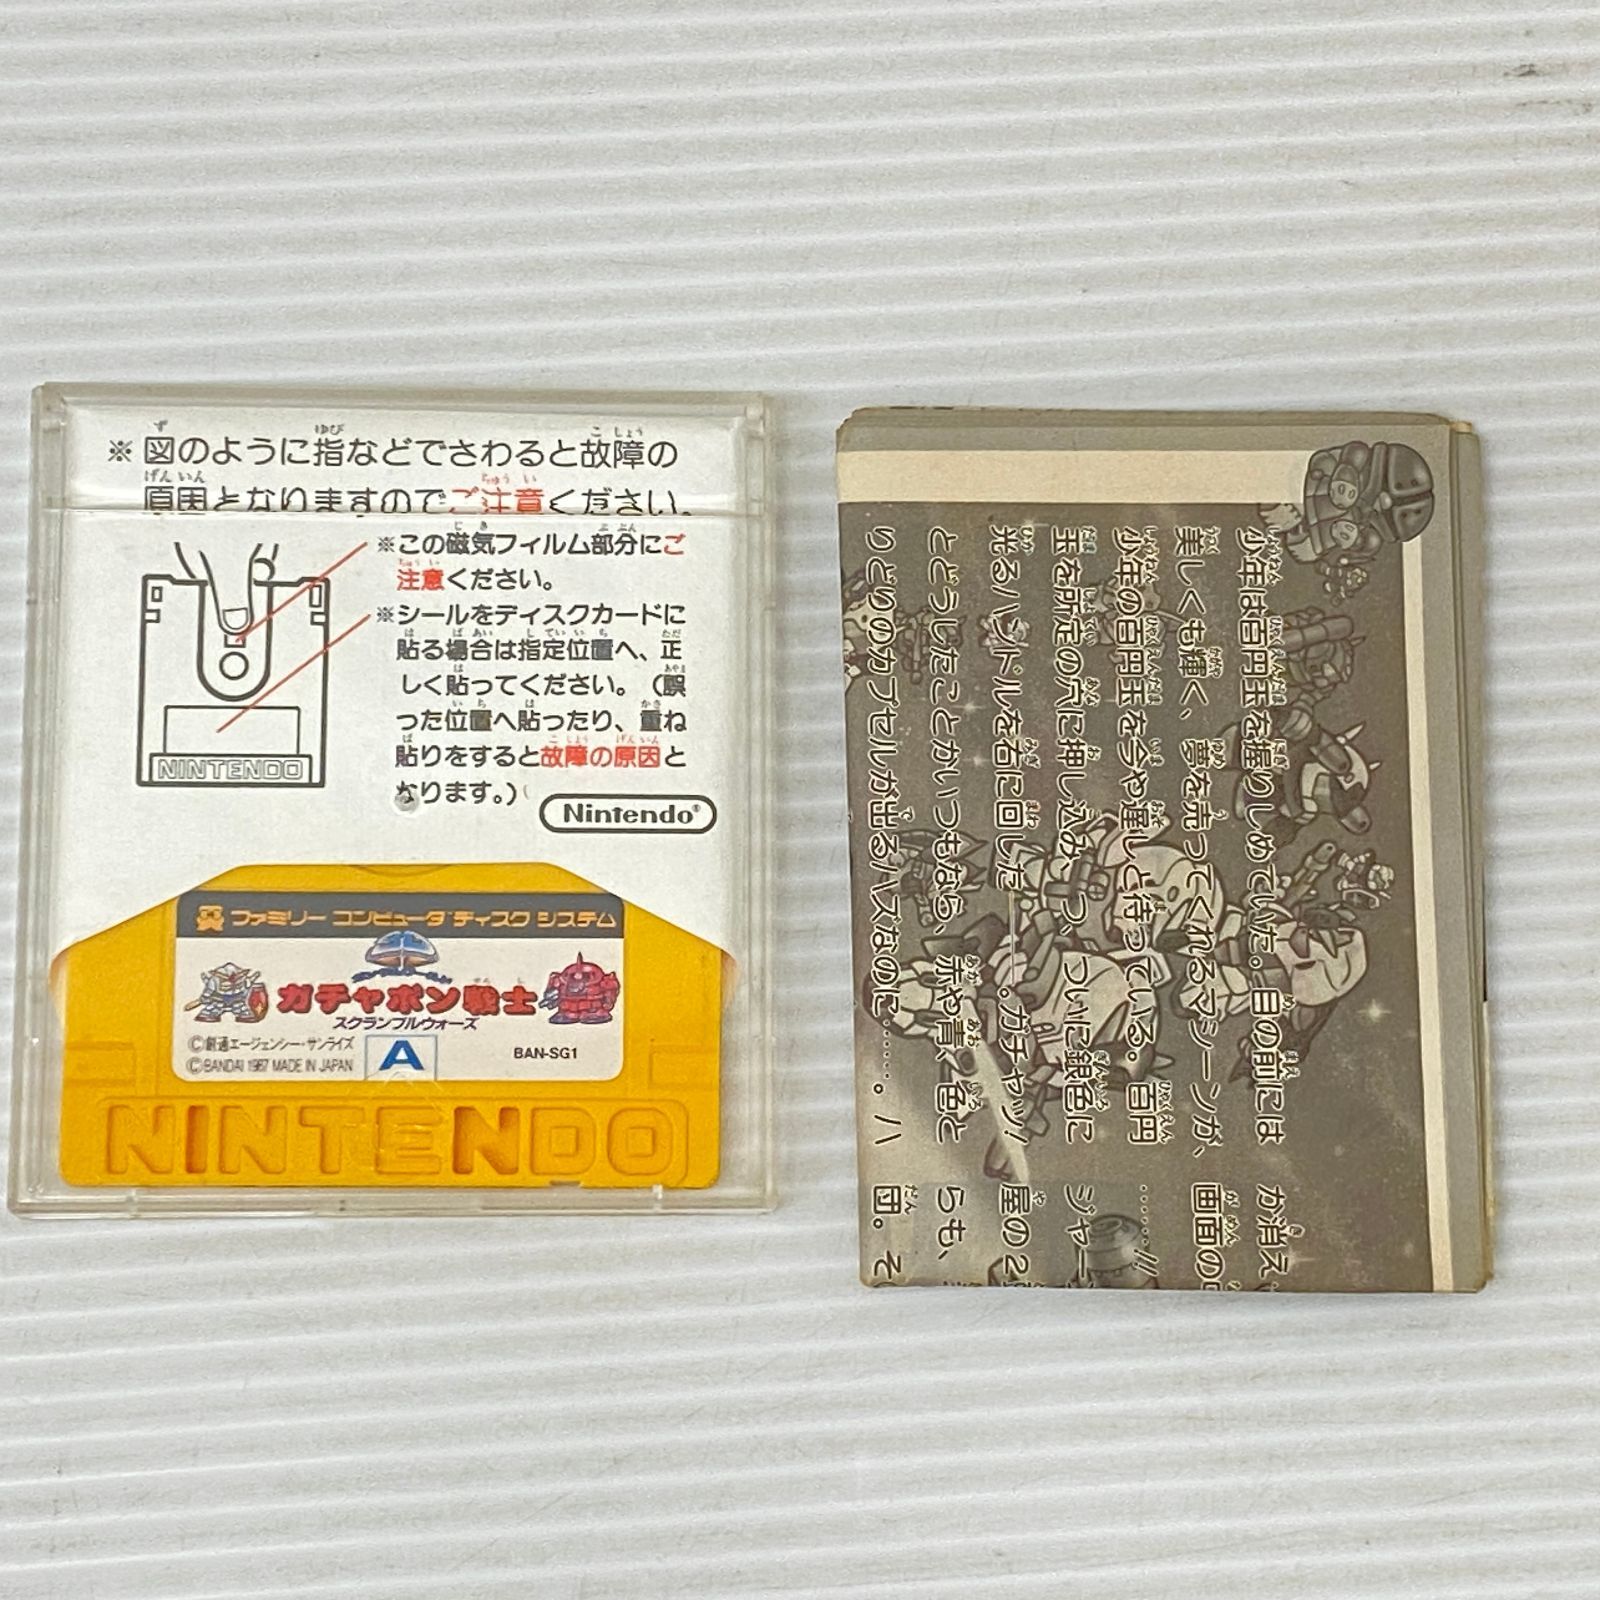 ※図のように指などでさわると故障の
原因となりますのでご注意ください。
※この磁気フィルム部分にご
注意ください。
※シールをディスクカードに
貼る場合は指定位置へ、正
しく貼ってください。（誤
った位置へ貼ったり、重ね
貼りをすると故障の原因と
なります。）
NINTENDO
Nintendo®
ファミリー コンピュータ ディスク システム
ガチャポン戦士
スクランブルウォーズ
©創通エージェンシー・サンライズ
©BANDAI 1987 MADE IN JAPAN
A
BAN-SG1
NINTENDO
少年は百円玉を握りしめていた。目の前には
美しくも輝く、夢を売ってくれるマシーンが、
少年の百円玉を今や遅しと待っている。百円
玉を所定の穴に押し込みつつ、ついに銀色に
光るハンドルを右に回した──。ガチャッ!
とどうしたことかいつもなら、赤や青、2色と
りどりのカプセルが出るハズなのに……。ハ
が消え
画面の
……!!
ジャー
屋の2
らも、
団。そ